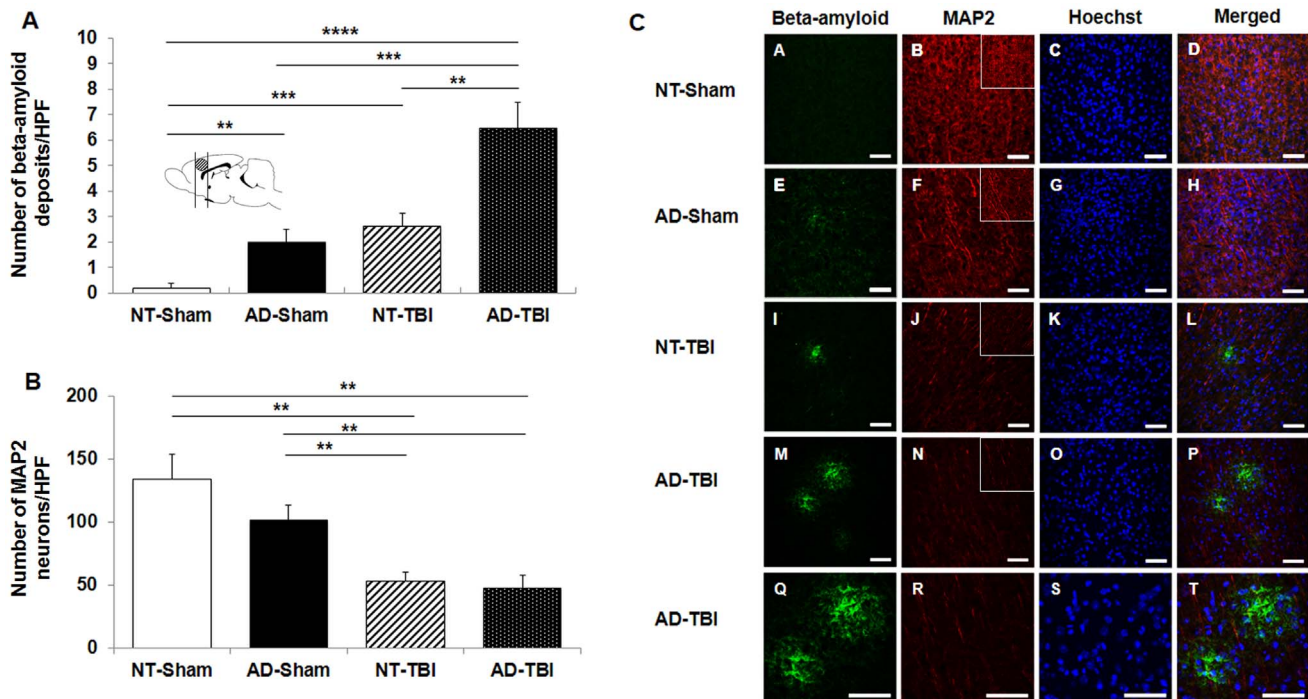 A
Number of beta-amyloid
deposits/HPF
10
9
8
7
6
5
4
3
2
1
0
****
***
**
***
**
NT-Sham AD-Sham NT-TBI AD-TBI
B
Number of MAP2
neurons/HPF
200
150
100
50
0
**
**
**
**
NT-Sham AD-Sham NT-TBI AD-TBI
C
Beta-amyloid MAP2 Hoechst Merged
NT-Sham
A B C D
AD-Sham
E F G H
NT-TBI
I J K L
AD-TBI
M N O P
AD-TBI
Q R S T